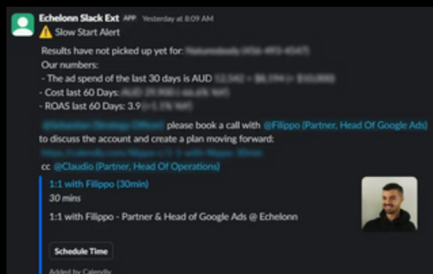 Echelonn Slack Ext APP Yesterday at 8:09 AM
Slow Start Alert
Results have not picked up yet for:
Our numbers:
- The ad spend of the last 30 days is AUD
- Cost last 60 Days:
- ROAS last 60 Days: 3.9
please book a call with @Filippo (Partner, Head Of Google Ads)
to discuss the account and create a plan moving forward:
cc @Claudio (Partner, Head Of Operations)
1:1 with Filippo (30min)
30 mins
1:1 with Filippo - Partner & Head of Google Ads @ Echelonn
Schedule Time
Added by Calendly